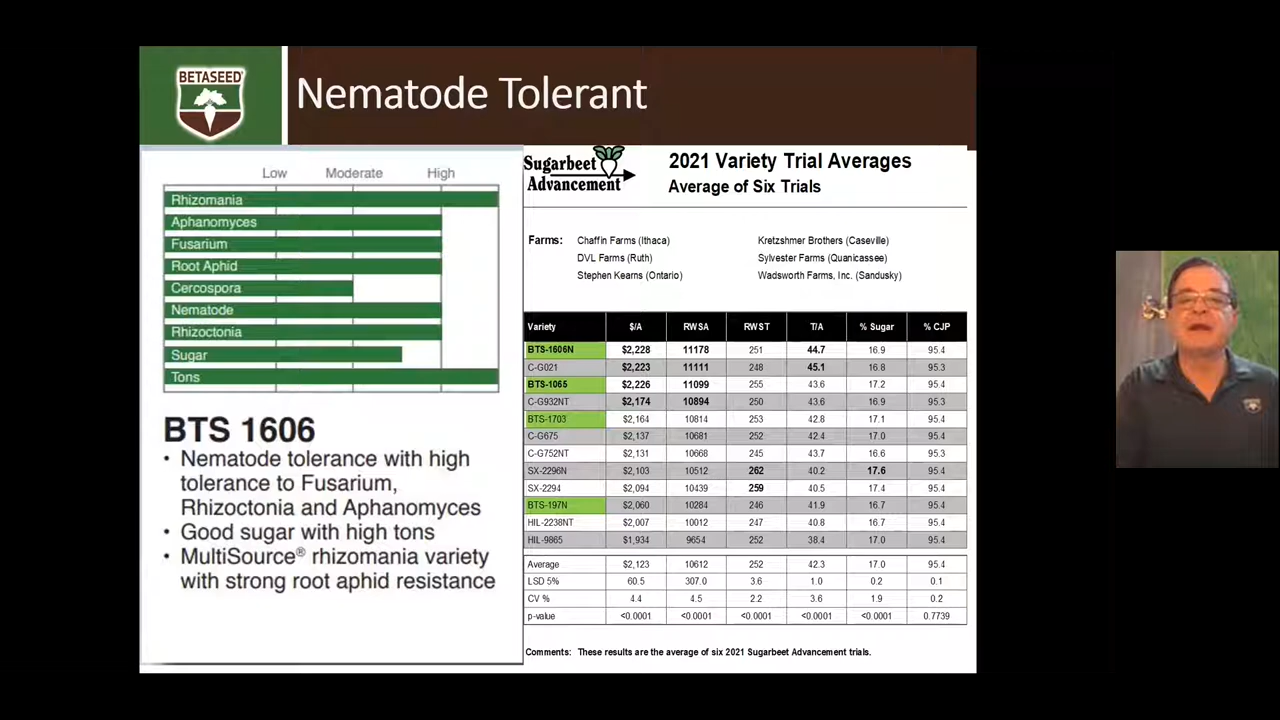 BETASEED
Nematode Tolerant
Low Moderate High
Rhizomania
Aphanomyces
Fusarium
Root Aphid
Cercospora
Nematode
Rhizoctonia
Sugar
Tons
BTS 1606
• Nematode tolerance with high
tolerance to Fusarium,
Rhizoctonia and Aphanomyces
• Good sugar with high tons
• MultiSource® rhizomania variety
with strong root aphid resistance
Sugarbeet
Advancement
2021 Variety Trial Averages
Average of Six Trials
Farms: Chaffin Farms (Ithaca) Kretzshmer Brothers (Caseville)
DVL Farms (Ruth) Sylvester Farms (Quanicassee)
Stephen Kearns (Ontario) Wadsworth Farms, Inc. (Sandusky)
Variety $/A RWSA RWST T/A % Sugar % CJP
BTS-1606N $2,228 11178 251 44.7 16.9 95.4
C-G021 $2,223 11111 248 45.1 16.8 95.3
BTS-1065 $2,226 11099 255 43.6 17.2 95.4
C-G932NT $2,174 10894 250 43.6 16.9 95.3
BTS-1703 $2,164 10814 253 42.8 17.1 95.4
C-G675 $2,137 10681 252 42.4 17.0 95.4
C-G752NT $2,131 10668 245 43.7 16.6 95.3
SX-2296N $2,103 10512 262 40.2 17.6 95.4
SX-2294 $2,094 10439 259 40.5 17.4 95.4
BTS-197N $2,060 10284 246 41.9 16.7 95.4
HIL-2238NT $2,007 10012 247 40.8 16.7 95.4
HIL-9865 $1,934 9654 252 38.4 17.0 95.4
Average $2,123 10612 252 42.3 17.0 95.4
LSD 5% 60.5 307.0 3.6 1.0 0.2 0.1
CV % 4.4 4.5 2.2 3.6 1.9 0.2
p-value <0.0001 <0.0001 <0.0001 <0.0001 <0.0001 0.7739
Comments: These results are the average of six 2021 Sugarbeet Advancement trials.